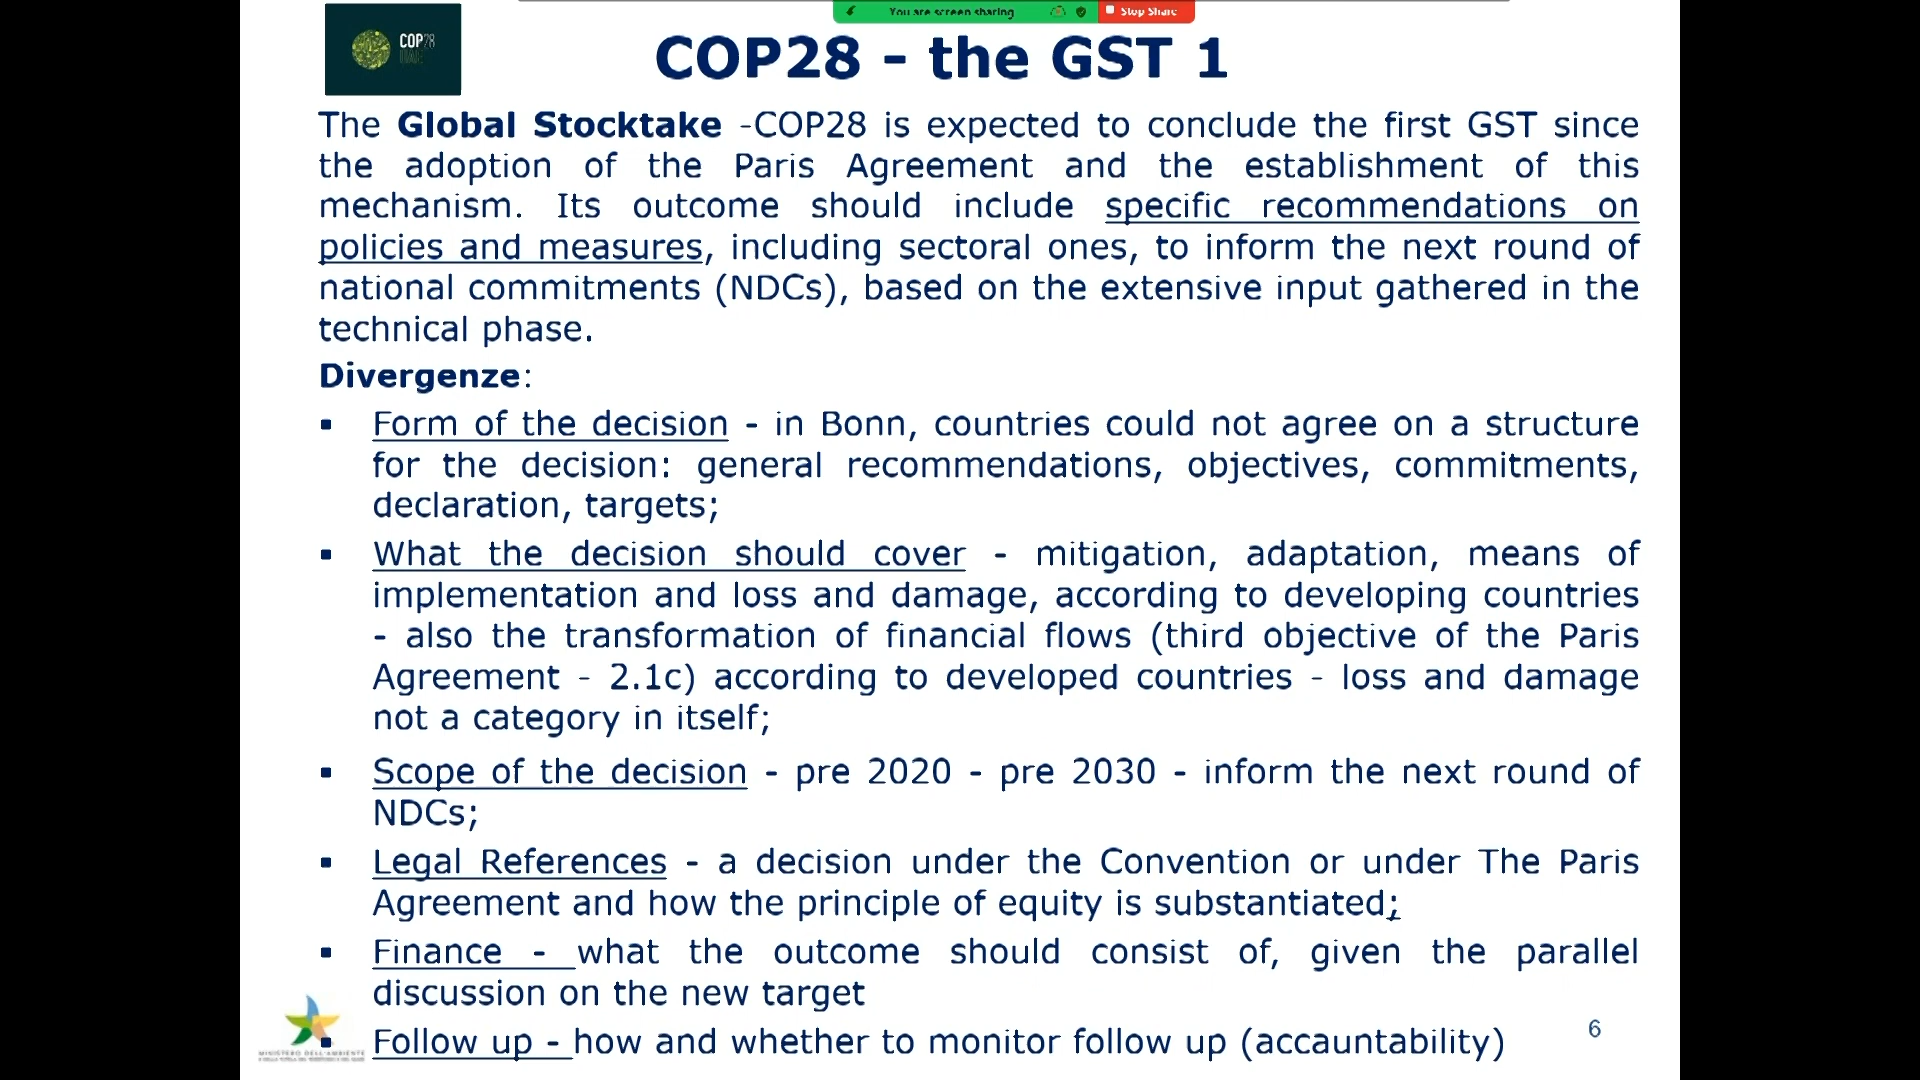 You are screen sharing
Stop Share
COP28
UAE
COP28 - the GST 1
The Global Stocktake -COP28 is expected to conclude the first GST since
the adoption of the Paris Agreement and the establishment of this
mechanism. Its outcome should include specific recommendations on
policies and measures, including sectoral ones, to inform the next round of
national commitments (NDCs), based on the extensive input gathered in the
technical phase.
Divergenze:
▪ Form of the decision - in Bonn, countries could not agree on a structure
for the decision: general recommendations, objectives, commitments,
declaration, targets;
▪ What the decision should cover - mitigation, adaptation, means of
implementation and loss and damage, according to developing countries
- also the transformation of financial flows (third objective of the Paris
Agreement - 2.1c) according to developed countries - loss and damage
not a category in itself;
▪ Scope of the decision - pre 2020 - pre 2030 - inform the next round of
NDCs;
▪ Legal References - a decision under the Convention or under The Paris
Agreement and how the principle of equity is substantiated;
▪ Finance - what the outcome should consist of, given the parallel
discussion on the new target
▪ Follow up - how and whether to monitor follow up (accauntability)
MINISTERO DELL'AMBIENTE
6